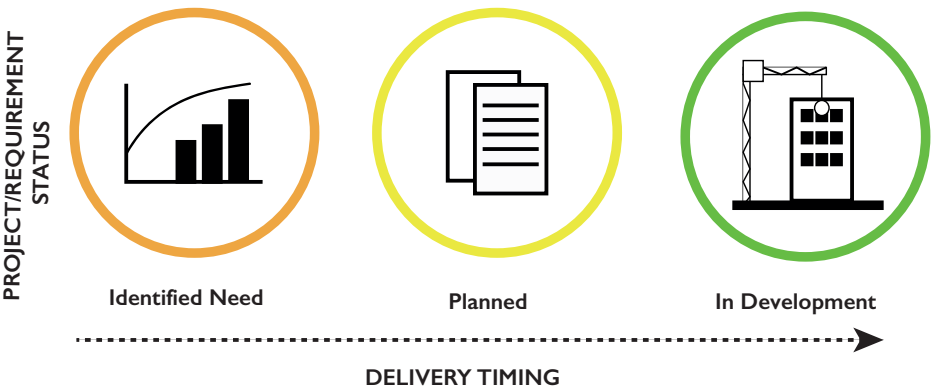 PROJECT/REQUIREMENT
STATUS
Identified Need
Planned
In Development
DELIVERY TIMING